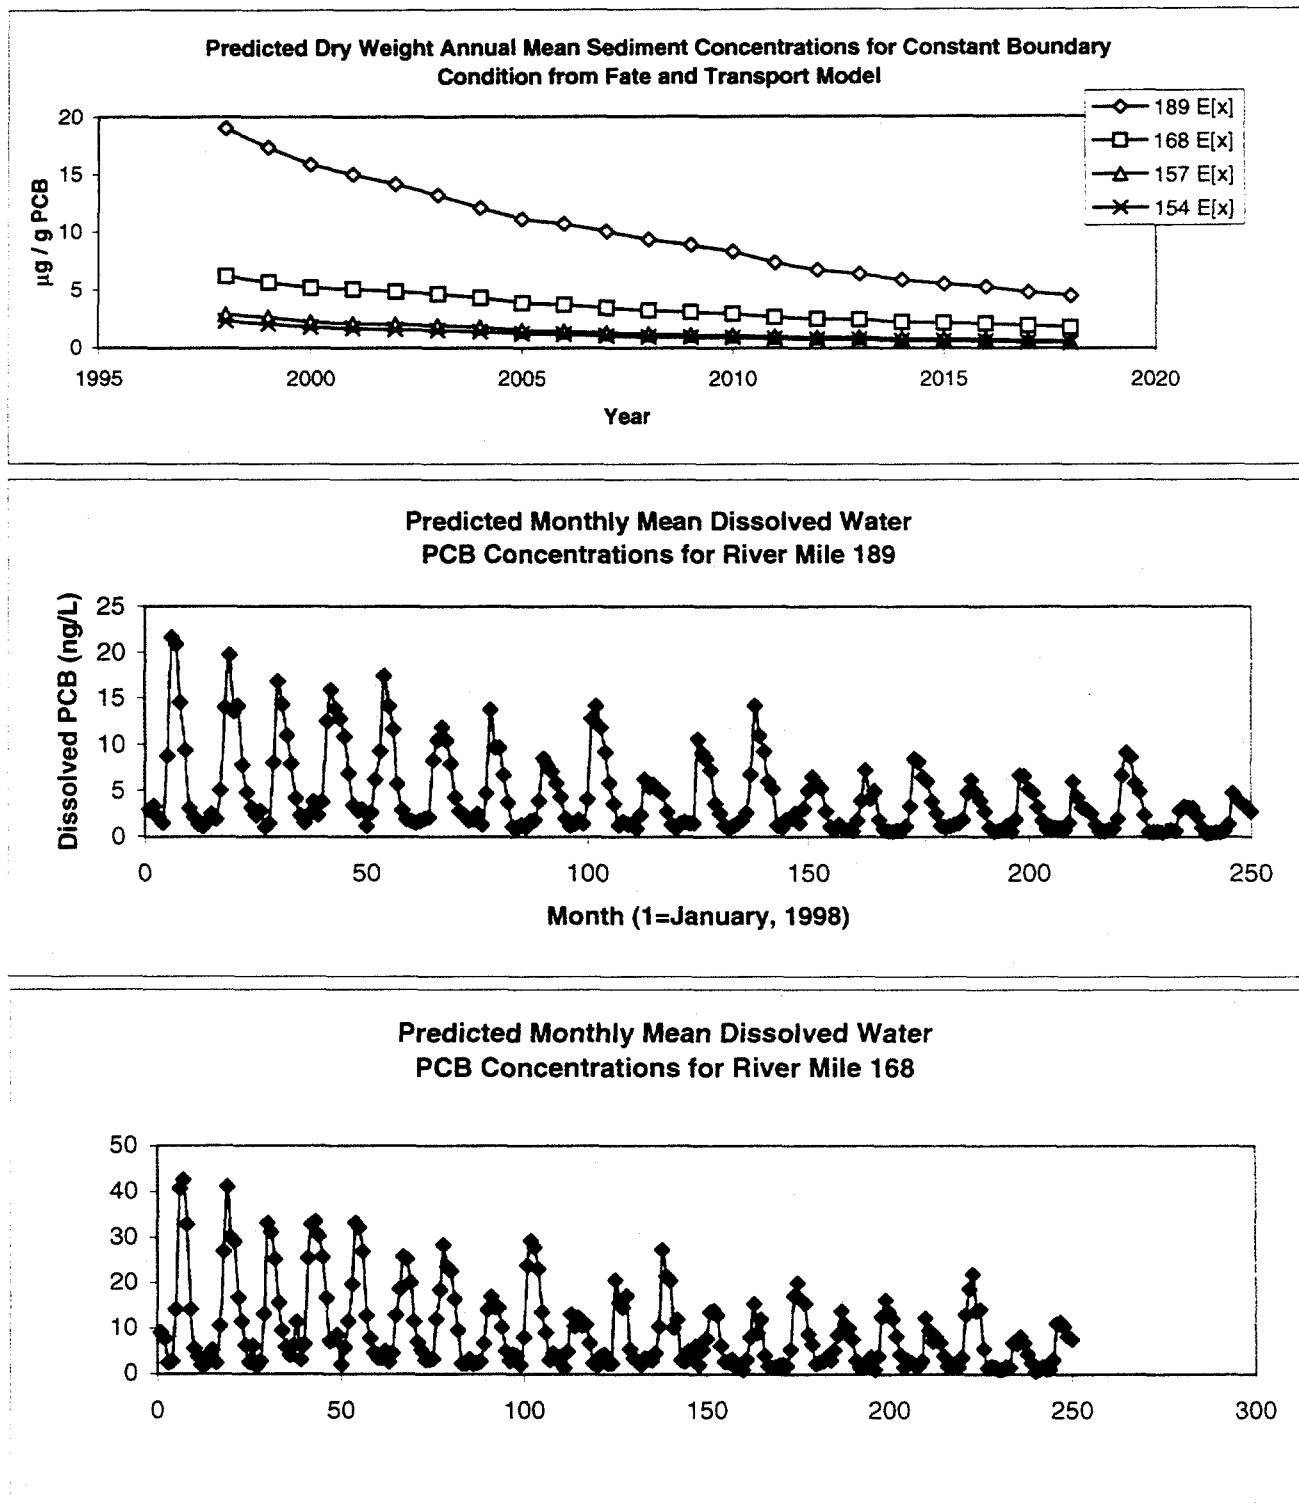 Predicted Dry Weight Annual Mean Sediment Concentrations for Constant Boundary
Condition from Fate and Transport Model
189 E[x]
168 E[x]
157 E[x]
154 E[x]
µg / g PCB
20
15
10
5
0
1995 2000 2005 2010 2015 2020
Year
Predicted Monthly Mean Dissolved Water
PCB Concentrations for River Mile 189
Dissolved PCB (ng/L)
25
20
15
10
5
0
0 50 100 150 200 250
Month (1=January, 1998)
Predicted Monthly Mean Dissolved Water
PCB Concentrations for River Mile 168
50
40
30
20
10
0
0 50 100 150 200 250 300